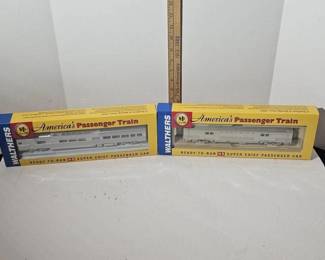 America's Passenger Train
WALTHERS
READY-TO-RUN HO SUPER CHIEF PASSENGER CAR
America's Passenger Train
WALTHERS
READY-TO-RUN HO SUPER CHIEF PASSENGER CAR